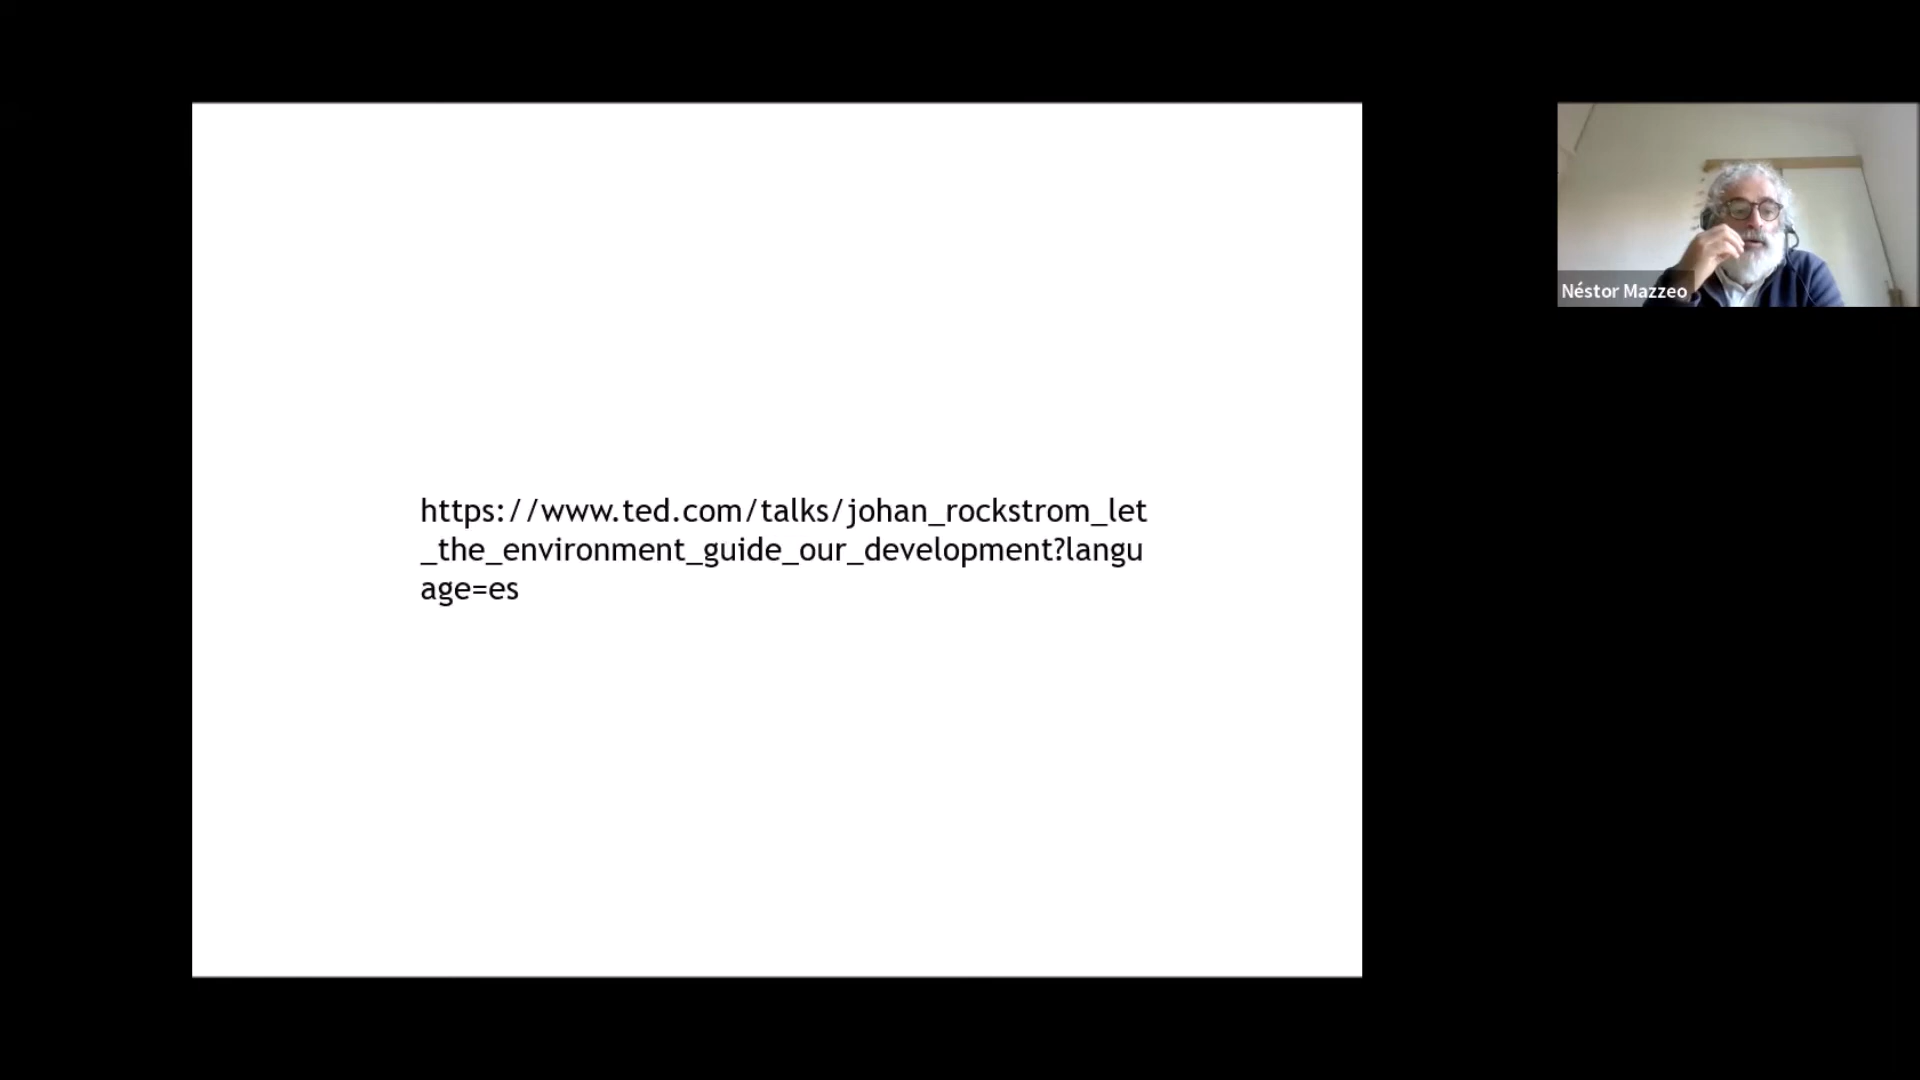 https://www.ted.com/talks/johan_rockstrom_let
_the_environment_guide_our_development?langu
age=es
Néstor Mazzeo